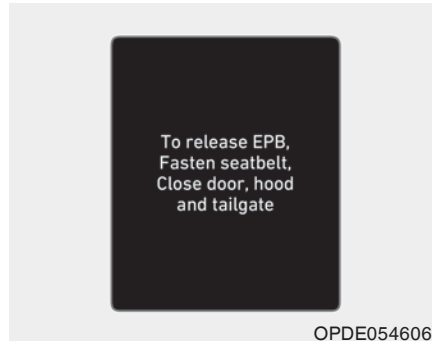 To release EPB,
Fasten seatbelt,
Close door, hood
and tailgate
OPDE054606